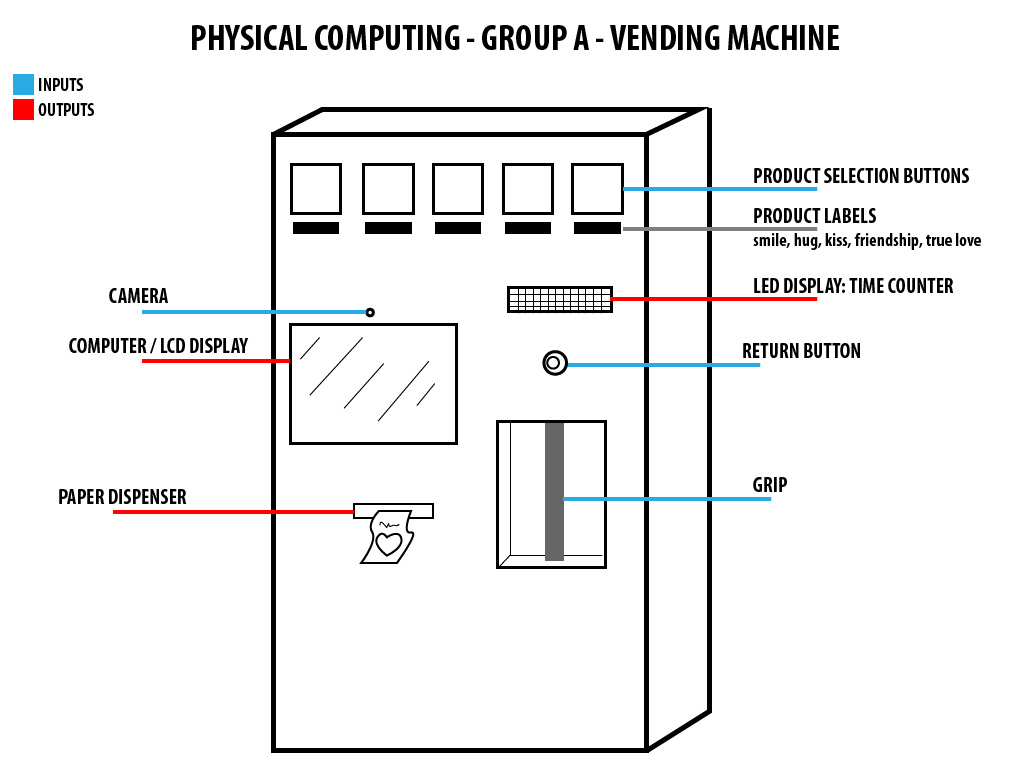 PHYSICAL COMPUTING - GROUP A - VENDING MACHINE
INPUTS
OUTPUTS
PRODUCT SELECTION BUTTONS
PRODUCT LABELS
smile, hug, kiss, friendship, true love
LED DISPLAY: TIME COUNTER
CAMERA
COMPUTER / LCD DISPLAY
RETURN BUTTON
GRIP
PAPER DISPENSER